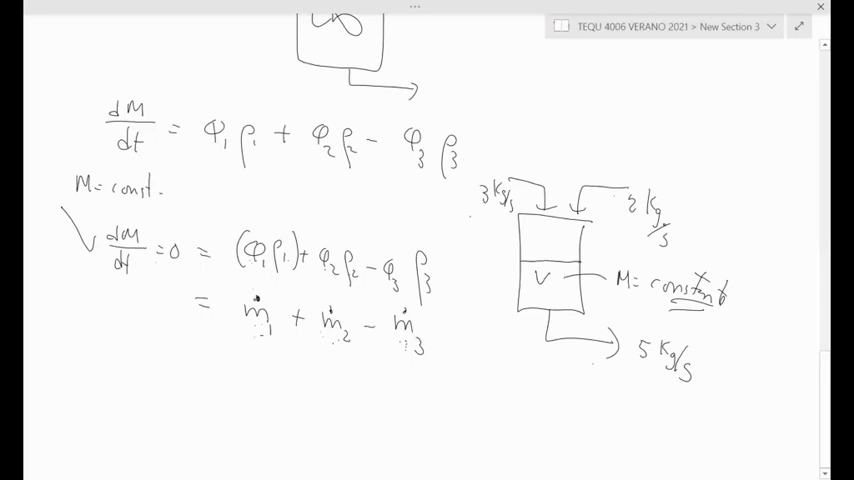 TEQU 4006 VERANO 2021 > New Section 3
dM/dt = φ₁ρ₁ + φ₂ρ₂ − φ₃ρ₃
M = const.
dM/dt = 0 = (φ₁ρ₁) + φ₂ρ₂ − φ₃ρ₃
= ṁ₁ + ṁ₂ − ṁ₃
3 Kg/s
2 Kg/s
V
M = constante
5 Kg/s